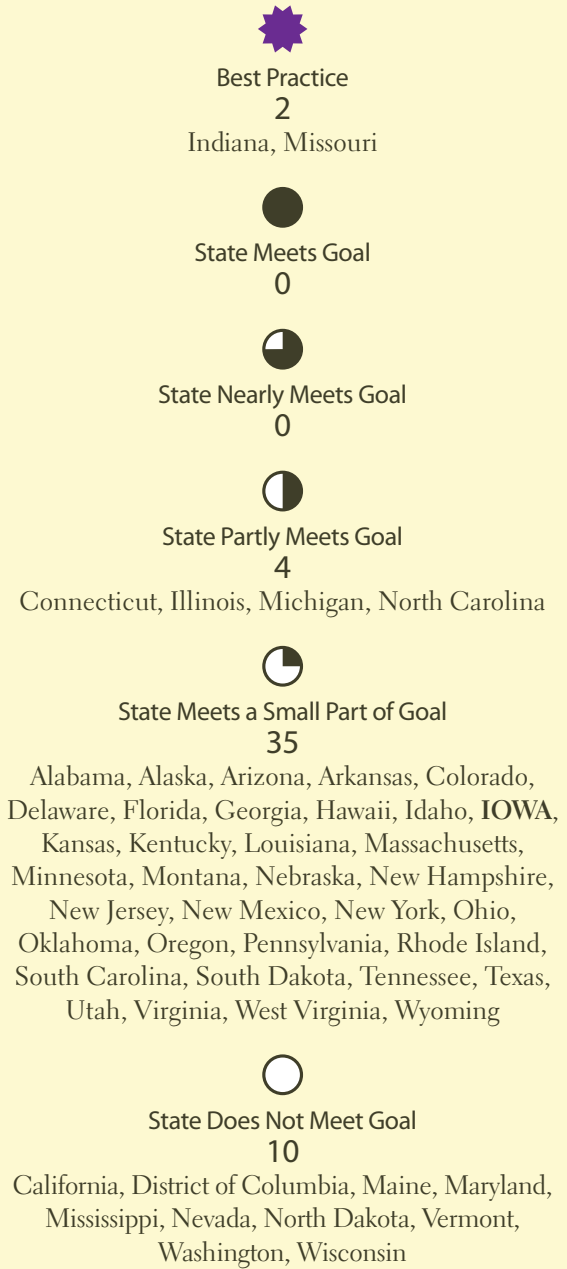 Best Practice
2
Indiana, Missouri
State Meets Goal
0
State Nearly Meets Goal
0
State Partly Meets Goal
4
Connecticut, Illinois, Michigan, North Carolina
State Meets a Small Part of Goal
35
Alabama, Alaska, Arizona, Arkansas, Colorado,
Delaware, Florida, Georgia, Hawaii, Idaho, IOWA,
Kansas, Kentucky, Louisiana, Massachusetts,
Minnesota, Montana, Nebraska, New Hampshire,
New Jersey, New Mexico, New York, Ohio,
Oklahoma, Oregon, Pennsylvania, Rhode Island,
South Carolina, South Dakota, Tennessee, Texas,
Utah, Virginia, West Virginia, Wyoming
State Does Not Meet Goal
10
California, District of Columbia, Maine, Maryland,
Mississippi, Nevada, North Dakota, Vermont,
Washington, Wisconsin